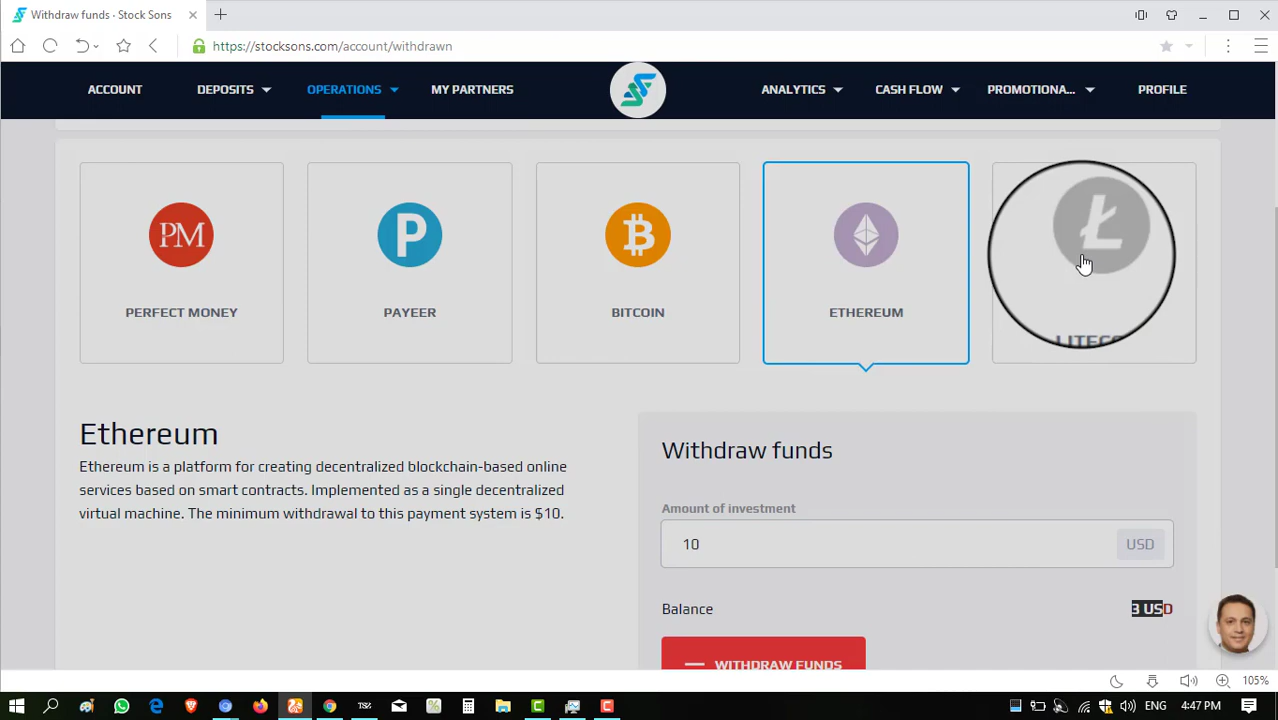 Withdraw funds - Stock Sons
https://stocksons.com/account/withdrawn
ACCOUNT DEPOSITS OPERATIONS MY PARTNERS ANALYTICS CASH FLOW PROMOTIONA... PROFILE
PM
PERFECT MONEY PAYEER BITCOIN ETHEREUM LITECO
Ethereum
Ethereum is a platform for creating decentralized blockchain-based online
services based on smart contracts. Implemented as a single decentralized
virtual machine. The minimum withdrawal to this payment system is $10.
Withdraw funds
Amount of investment
10 USD
Balance 3 USD
WITHDRAW FUNDS
105%
ENG 4:47 PM